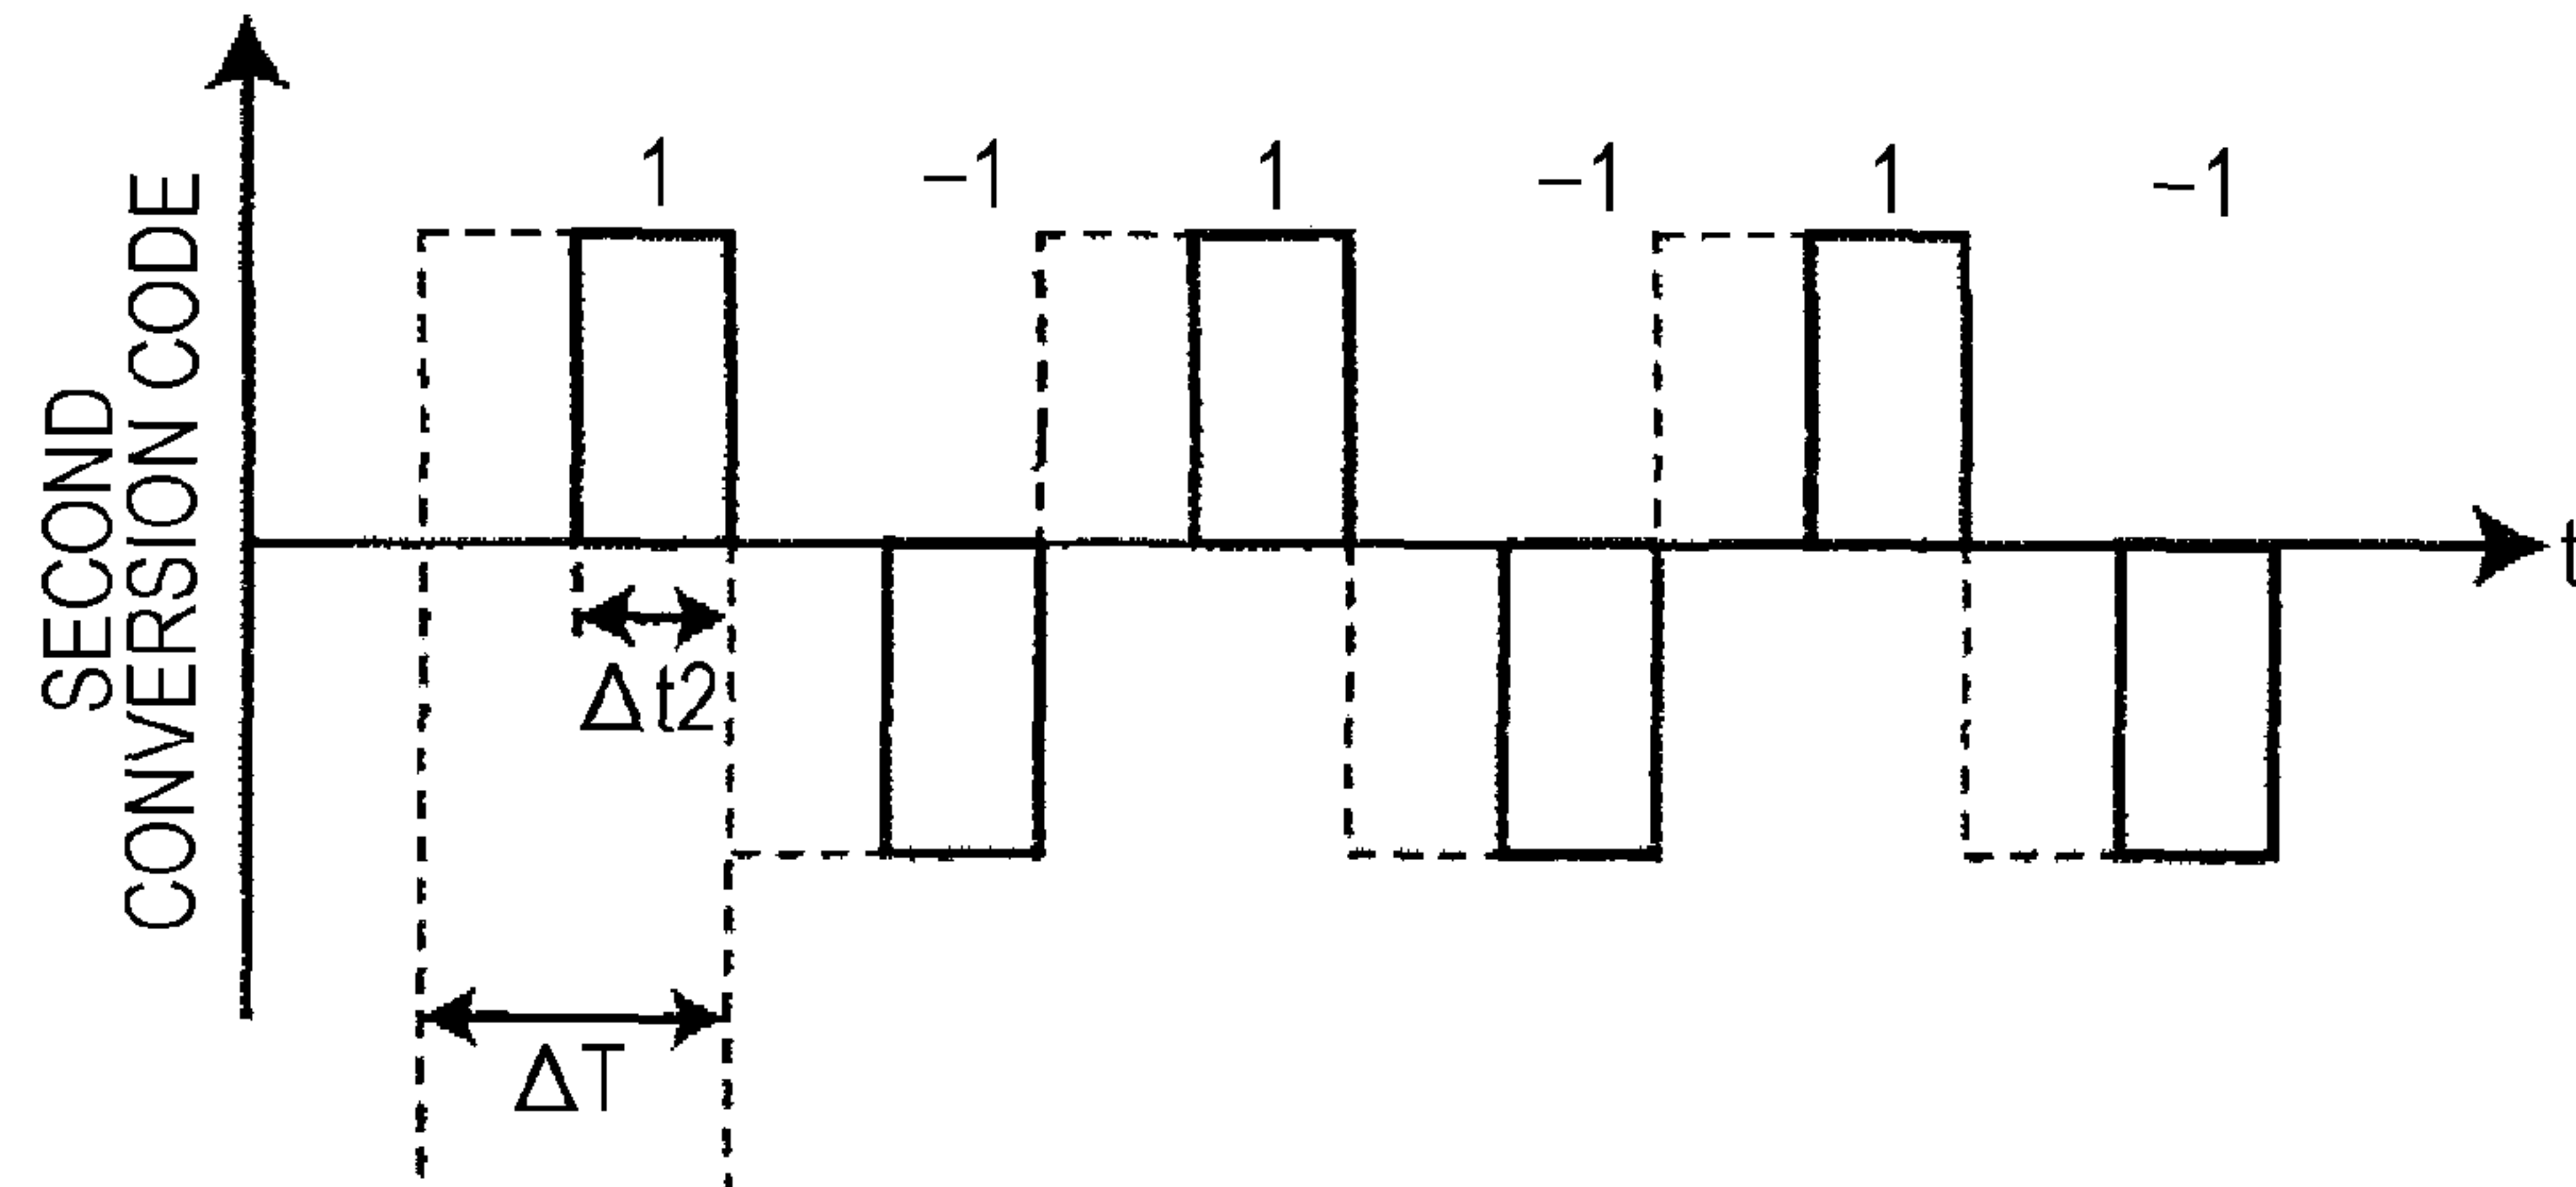 SECOND
CONVERSION CODE
1 –1 1 –1 1 –1
t
Δt2
ΔT